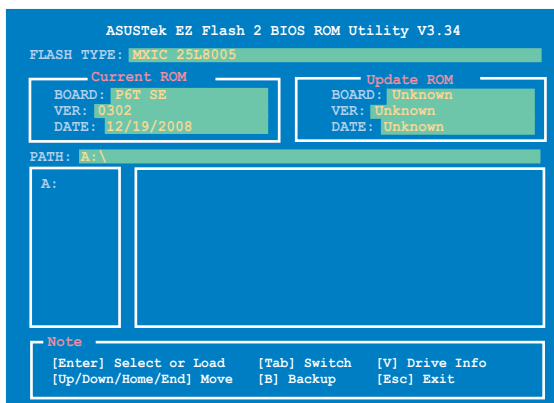 ASUSTek EZ Flash 2 BIOS ROM Utility V3.34
FLASH TYPE: MXIC 25L8005
Current ROM
BOARD: P6T SE
VER: 0302
DATE: 12/19/2008
Update ROM
BOARD: Unknown
VER: Unknown
DATE: Unknown
PATH: A:\
A:
Note
[Enter] Select or Load [Tab] Switch [V] Drive Info
[Up/Down/Home/End] Move [B] Backup [Esc] Exit